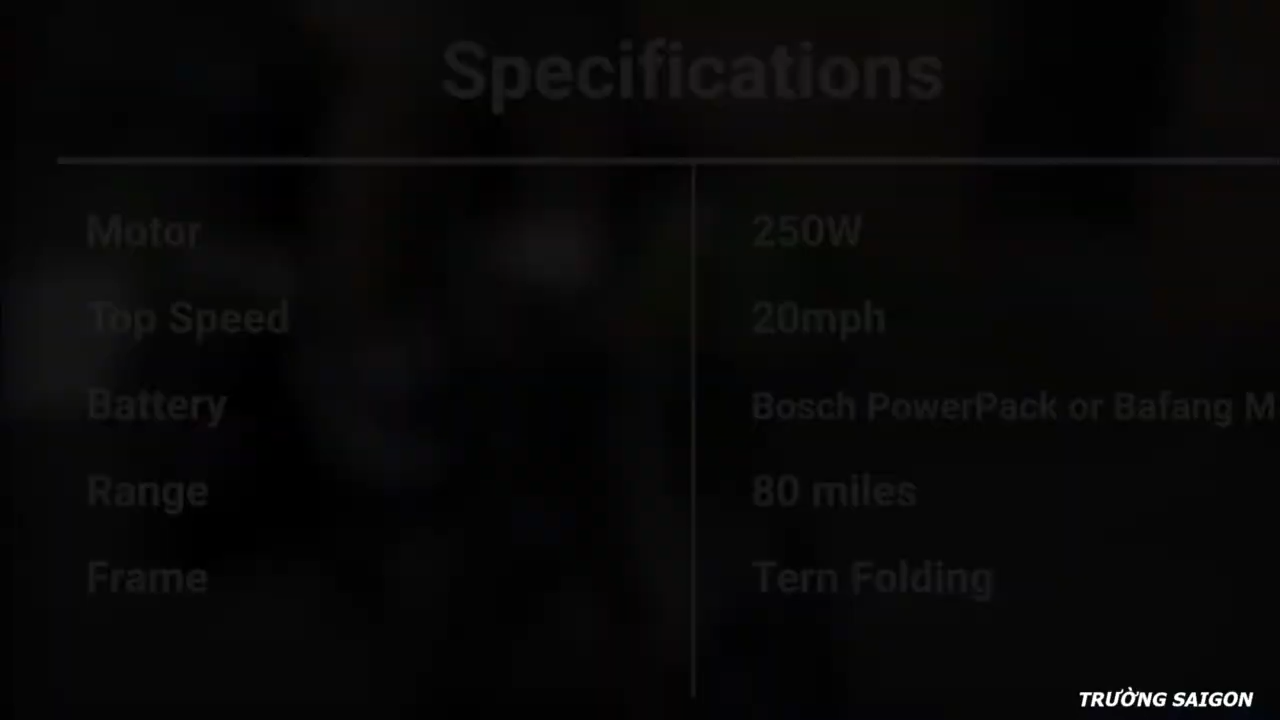 Specifications
Motor 250W
Top Speed 20mph
Battery Bosch PowerPack or Bafang M
Range 80 miles
Frame Tern Folding
TRƯỜNG SAIGON